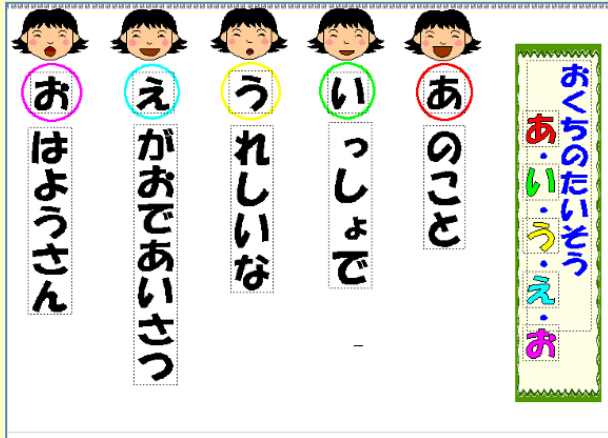 おくちのたいそう
あ・い・う・え・お
あのこと
いっしょで
うれしいな
えがおであいさつ
おはようさん